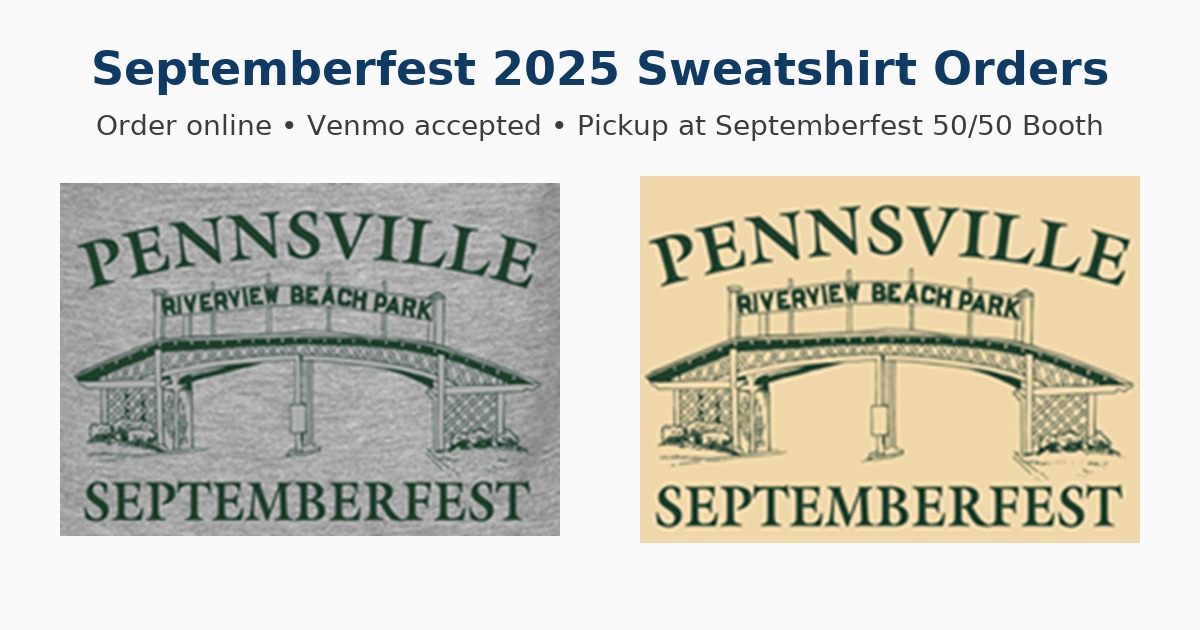 Septemberfest 2025 Sweatshirt Orders
Order online • Venmo accepted • Pickup at Septemberfest 50/50 Booth
PENNSVILLE
RIVERVIEW BEACH PARK
SEPTEMBERFEST
PENNSVILLE
RIVERVIEW BEACH PARK
SEPTEMBERFEST